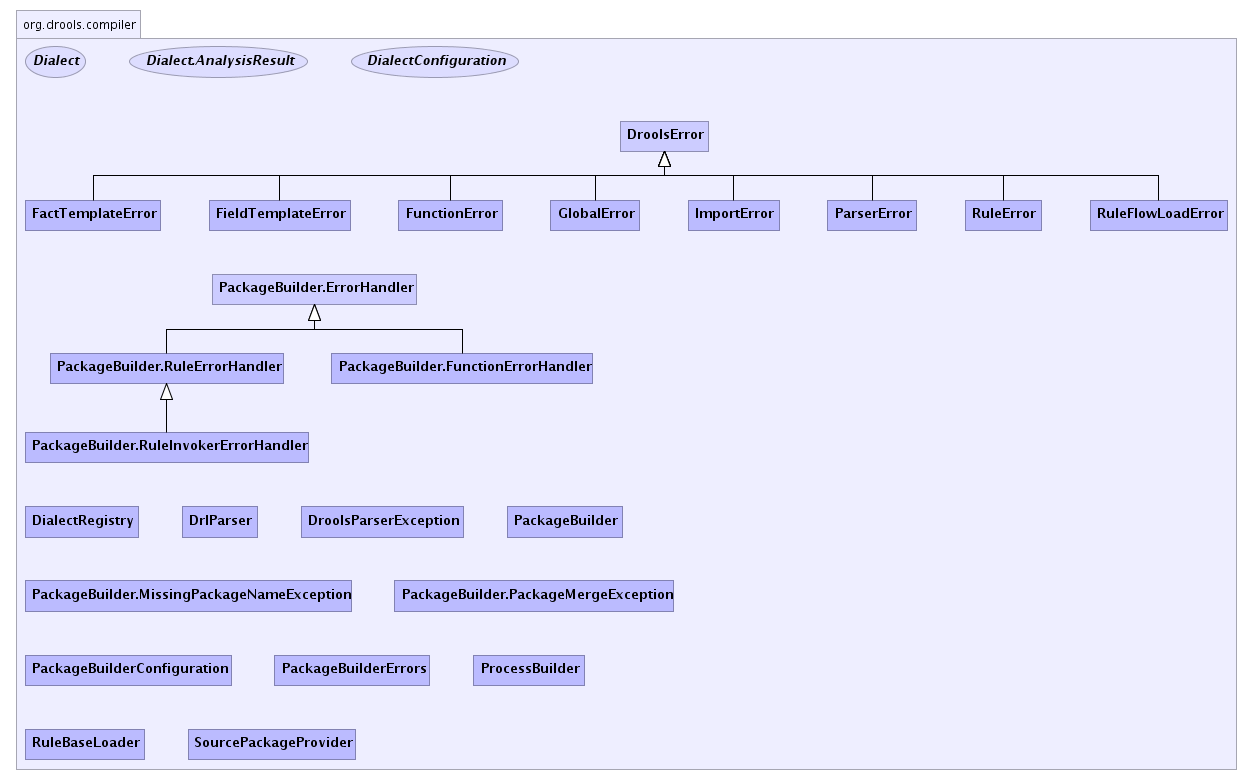 org.drools.compiler
Dialect
Dialect.AnalysisResult
DialectConfiguration
DroolsError
FactTemplateError
FieldTemplateError
FunctionError
GlobalError
ImportError
ParserError
RuleError
RuleFlowLoadError
PackageBuilder.ErrorHandler
PackageBuilder.RuleErrorHandler
PackageBuilder.FunctionErrorHandler
PackageBuilder.RuleInvokerErrorHandler
DialectRegistry
DrlParser
DroolsParserException
PackageBuilder
PackageBuilder.MissingPackageNameException
PackageBuilder.PackageMergeException
PackageBuilderConfiguration
PackageBuilderErrors
ProcessBuilder
RuleBaseLoader
SourcePackageProvider